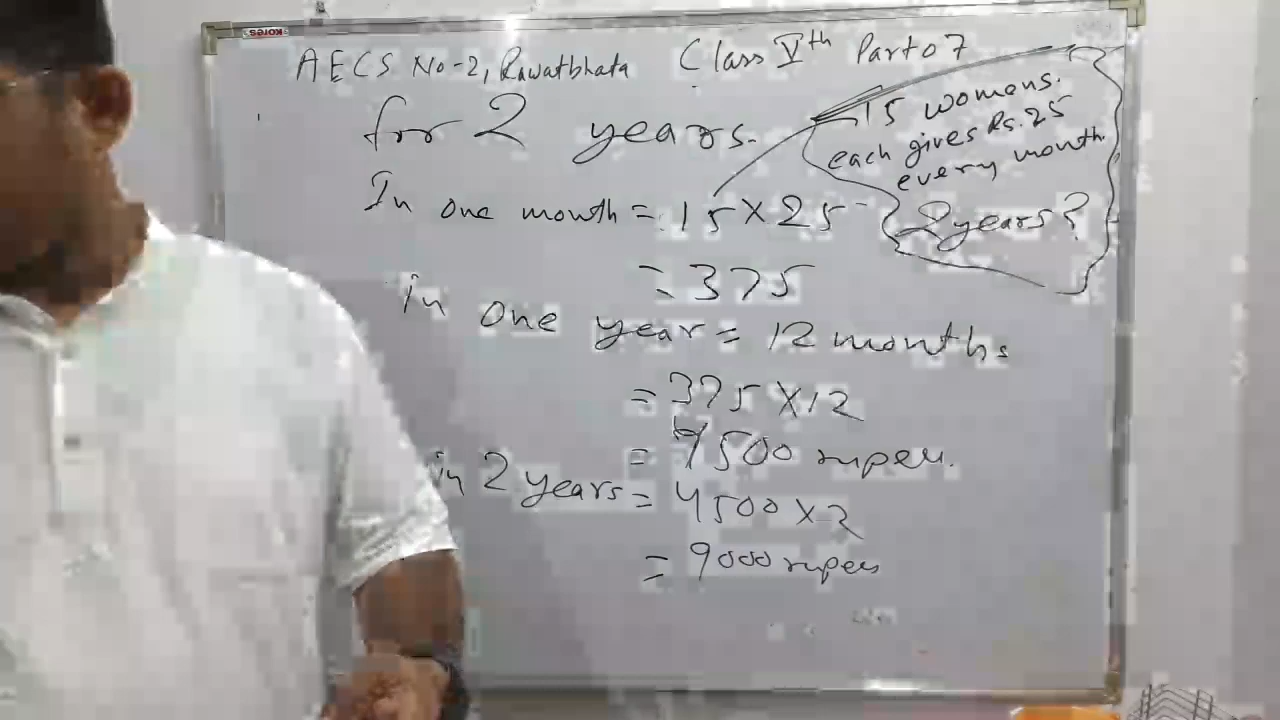 AECS No-2, Rawatbhata Class Vth Part 07
for 2 years.
15 womens.
each gives Rs.25
every month
2 years?
In one month = 15 X 25
= 375
in one year = 12 months
= 375 X 12
= 4500 rupees.
in 2 years = 4500 X 2
= 9000 rupees
Kores